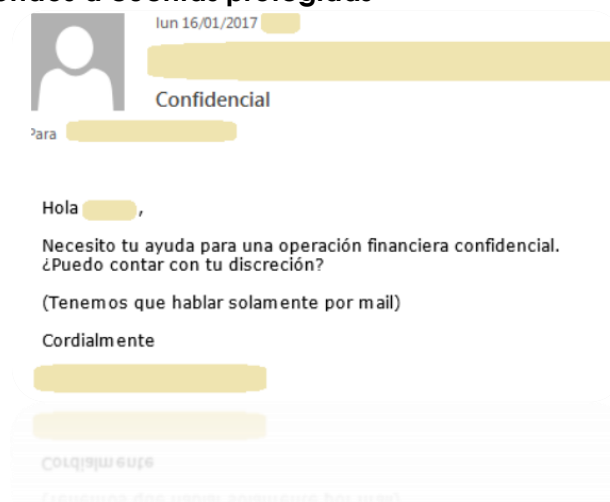 lun 16/01/2017
Confidencial
Para
Hola ,
Necesito tu ayuda para una operación financiera confidencial.
¿Puedo contar con tu discreción?
(Tenemos que hablar solamente por mail)
Cordialmente
Cordialmente